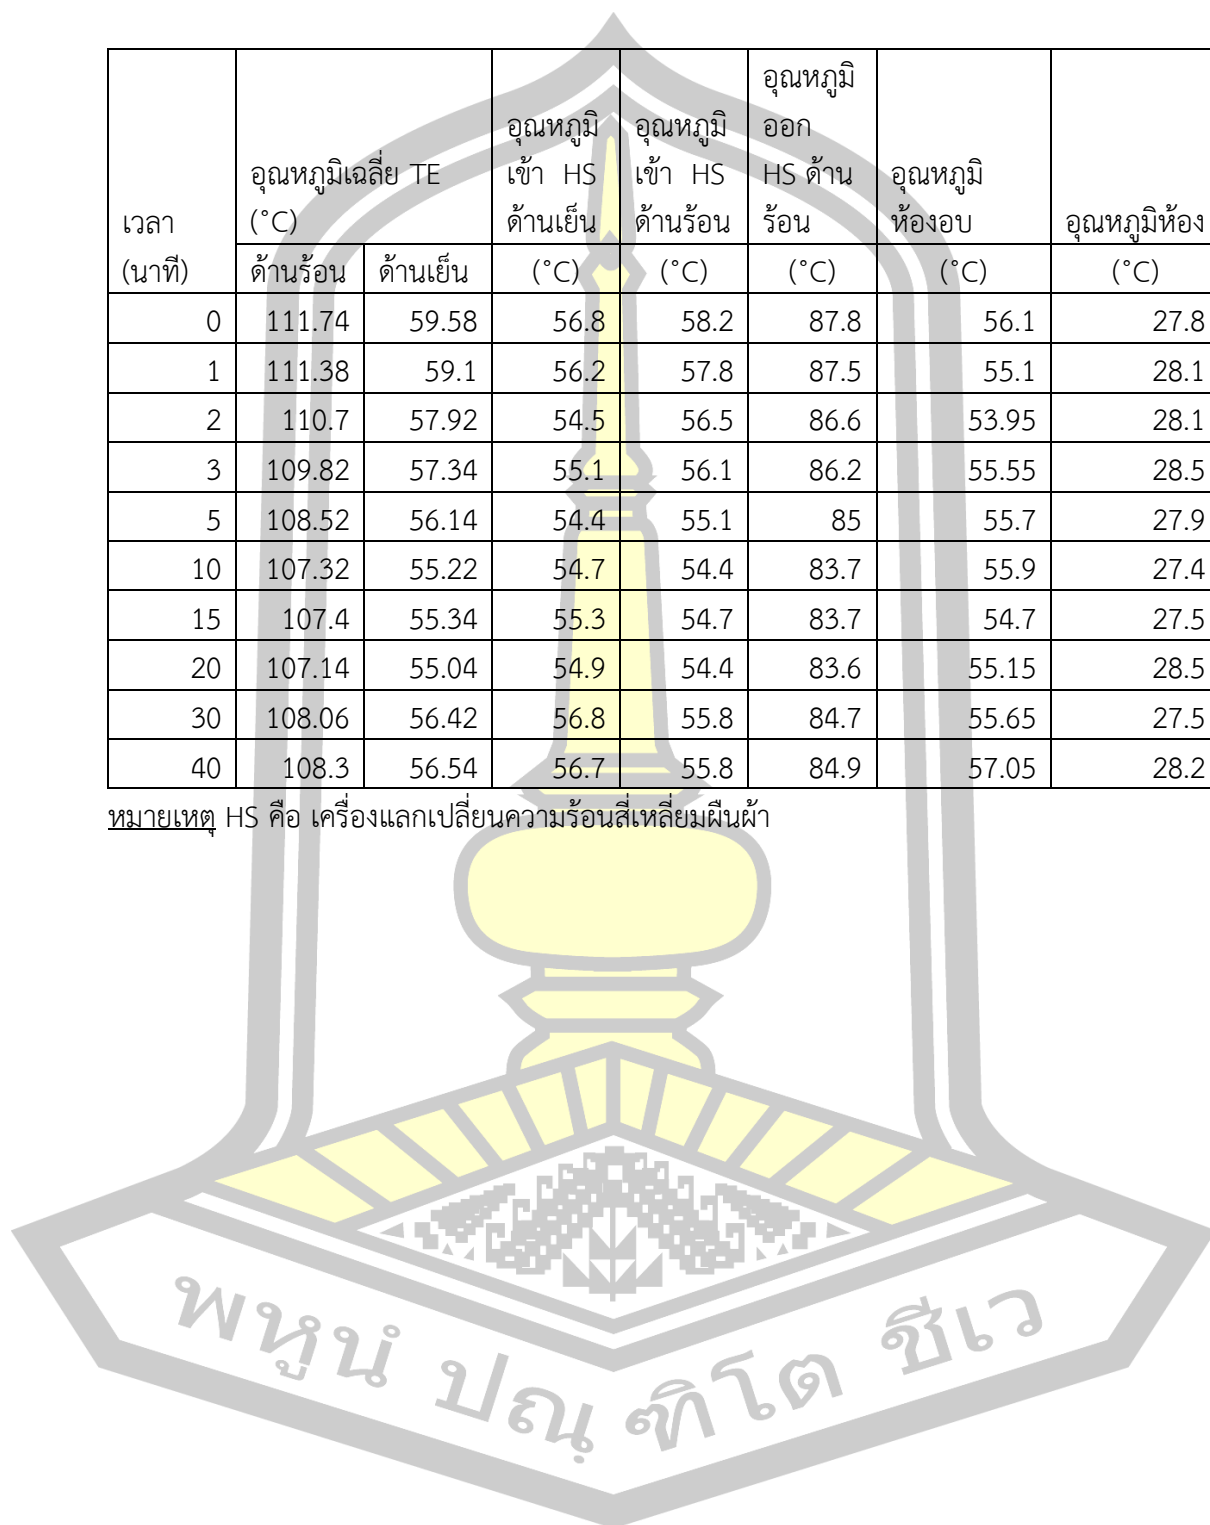 เวลา (นาที) อุณหภูมิเฉลี่ย TE (°C) อุณหภูมิเข้า HS ด้านเย็น อุณหภูมิเข้า HS ด้านร้อน อุณหภูมิออก HS ด้านร้อน อุณหภูมิห้องอบ อุณหภูมิห้อง
ด้านร้อน ด้านเย็น (°C) (°C) (°C) (°C) (°C)
0 111.74 59.58 56.8 58.2 87.8 56.1 27.8
1 111.38 59.1 56.2 57.8 87.5 55.1 28.1
2 110.7 57.92 54.5 56.5 86.6 53.95 28.1
3 109.82 57.34 55.1 56.1 86.2 55.55 28.5
5 108.52 56.14 54.4 55.1 85 55.7 27.9
10 107.32 55.22 54.7 54.4 83.7 55.9 27.4
15 107.4 55.34 55.3 54.7 83.7 54.7 27.5
20 107.14 55.04 54.9 54.4 83.6 55.15 28.5
30 108.06 56.42 56.8 55.8 84.7 55.65 27.5
40 108.3 56.54 56.7 55.8 84.9 57.05 28.2
หมายเหตุ HS คือ เครื่องแลกเปลี่ยนความร้อนสี่เหลี่ยมผืนผ้า
พหูนํ ปณฺฑิโต ชีเว